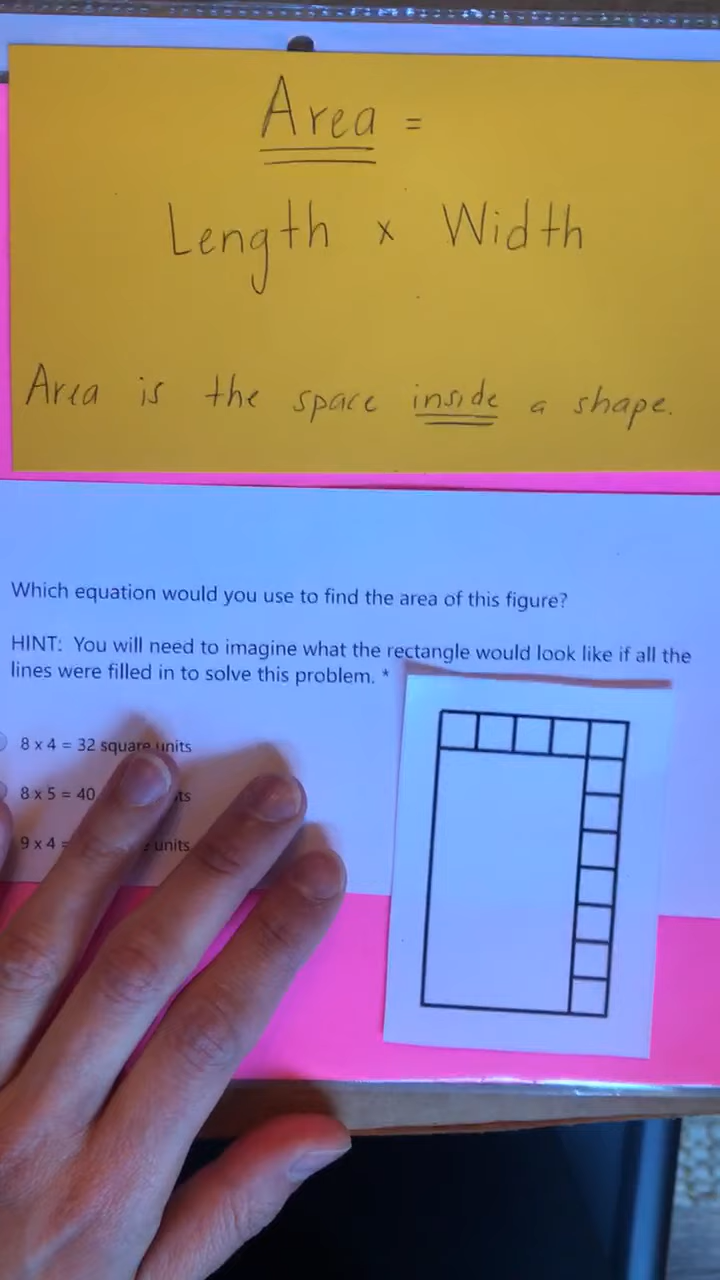 Area =
Length x Width
Area is the space inside a shape.
Which equation would you use to find the area of this figure?
HINT: You will need to imagine what the rectangle would look like if all the
lines were filled in to solve this problem. *
8 x 4 = 32 square units
8 x 5 = 40
9 x 4 = units